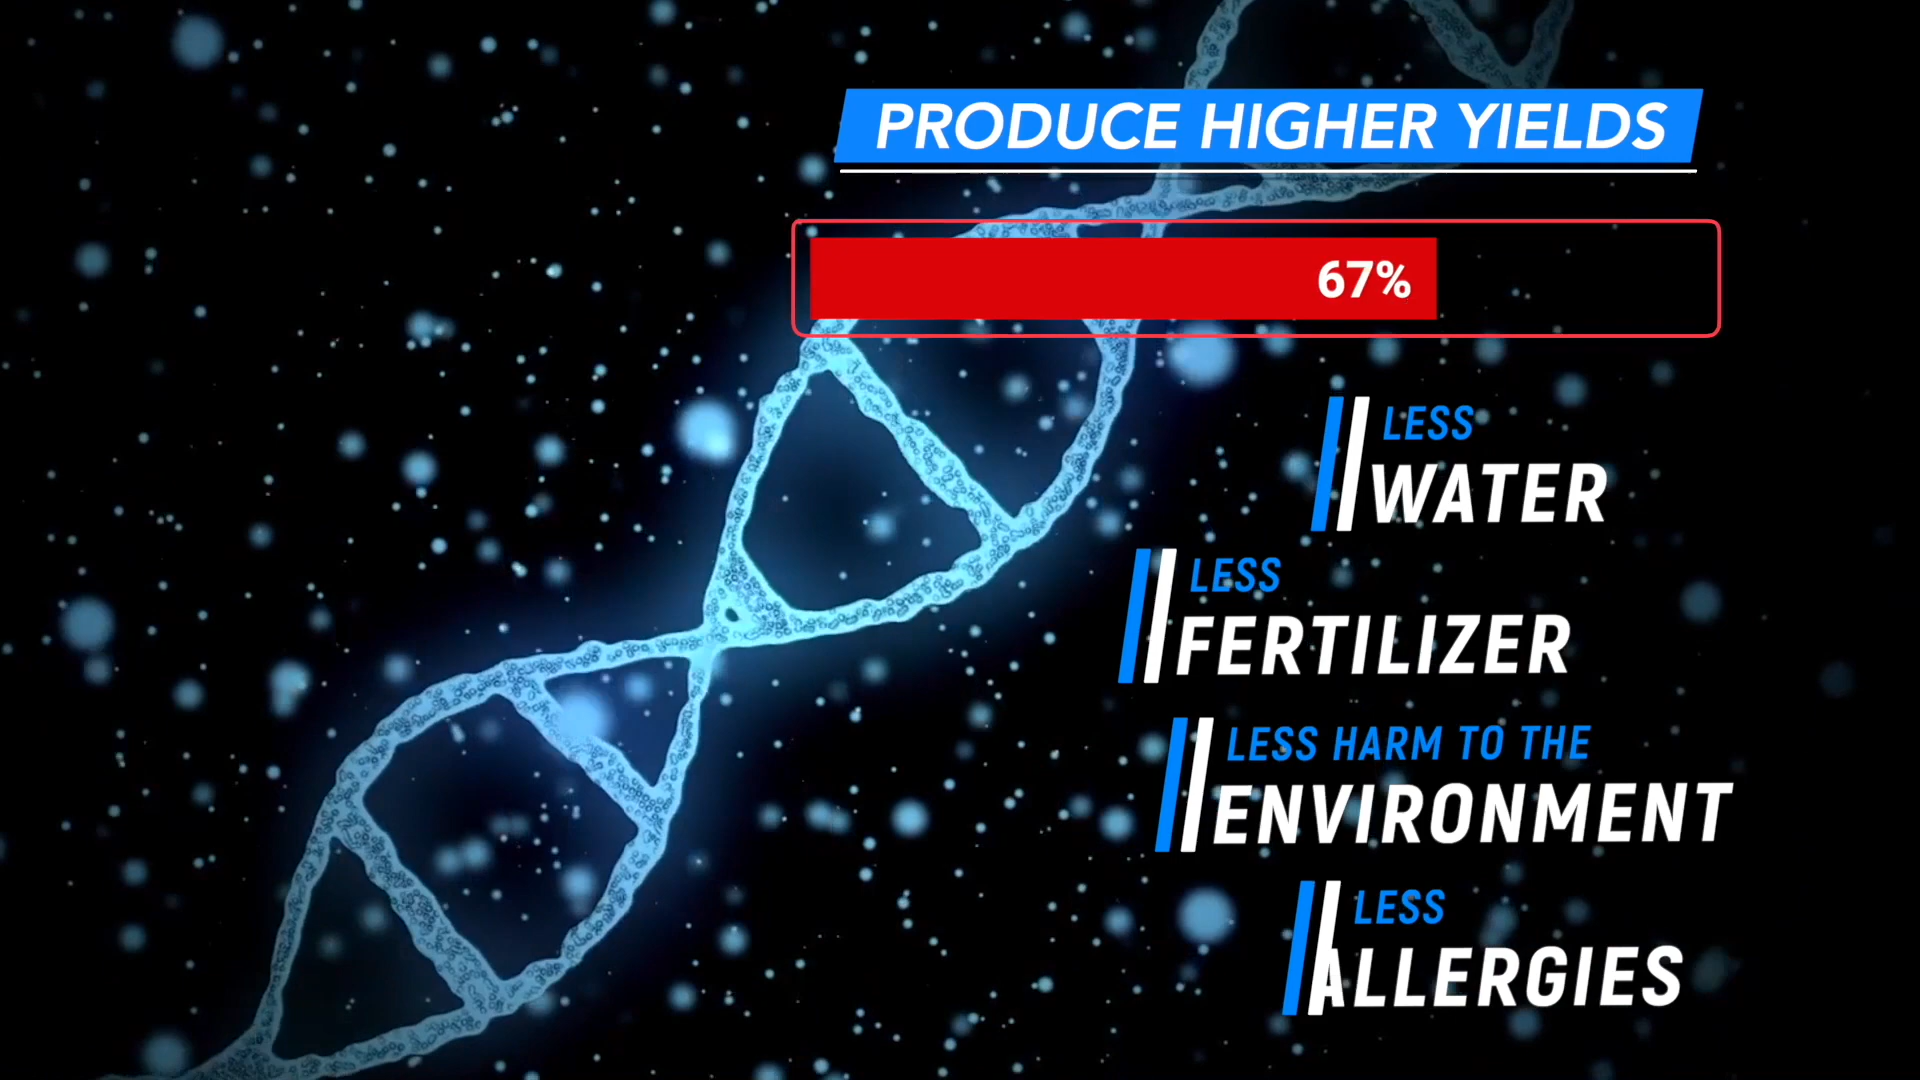 PRODUCE HIGHER YIELDS
67%
LESS
WATER
LESS
FERTILIZER
LESS HARM TO THE
ENVIRONMENT
LESS
ALLERGIES